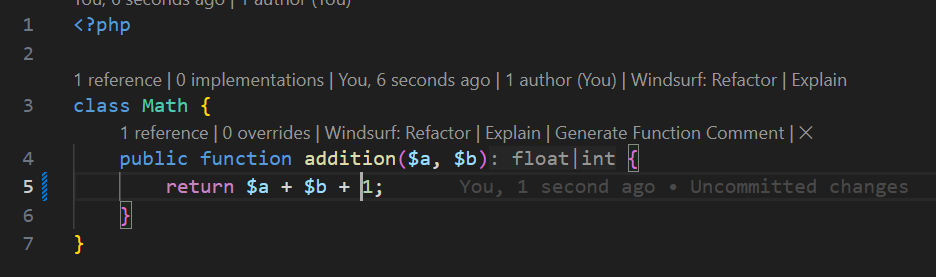 You, 6 seconds ago | 1 author (You)
1 <?php
2
1 reference | 0 implementations | You, 6 seconds ago | 1 author (You) | Windsurf: Refactor | Explain
3 class Math {
1 reference | 0 overrides | Windsurf: Refactor | Explain | Generate Function Comment | ✕
4 public function addition($a, $b): float|int {
5 return $a + $b + 1; You, 1 second ago • Uncommitted changes
6 }
7 }